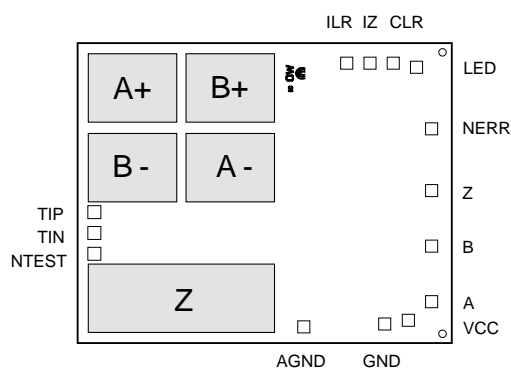 ILR IZ CLR
LED
A+ B+
NERR
B - A -
Z
TIP
TIN
B
NTEST
Z
A
VCC
AGND GND